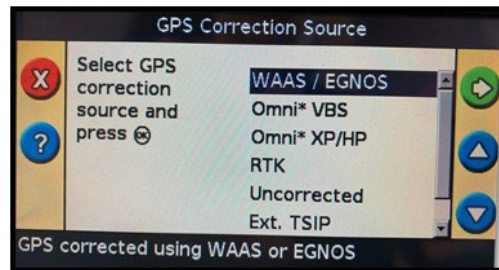 GPS Correction Source
Select GPS
correction
source and
press OK
WAAS / EGNOS
Omni* VBS
Omni* XP/HP
RTK
Uncorrected
Ext. TSIP
GPS corrected using WAAS or EGNOS
X
?